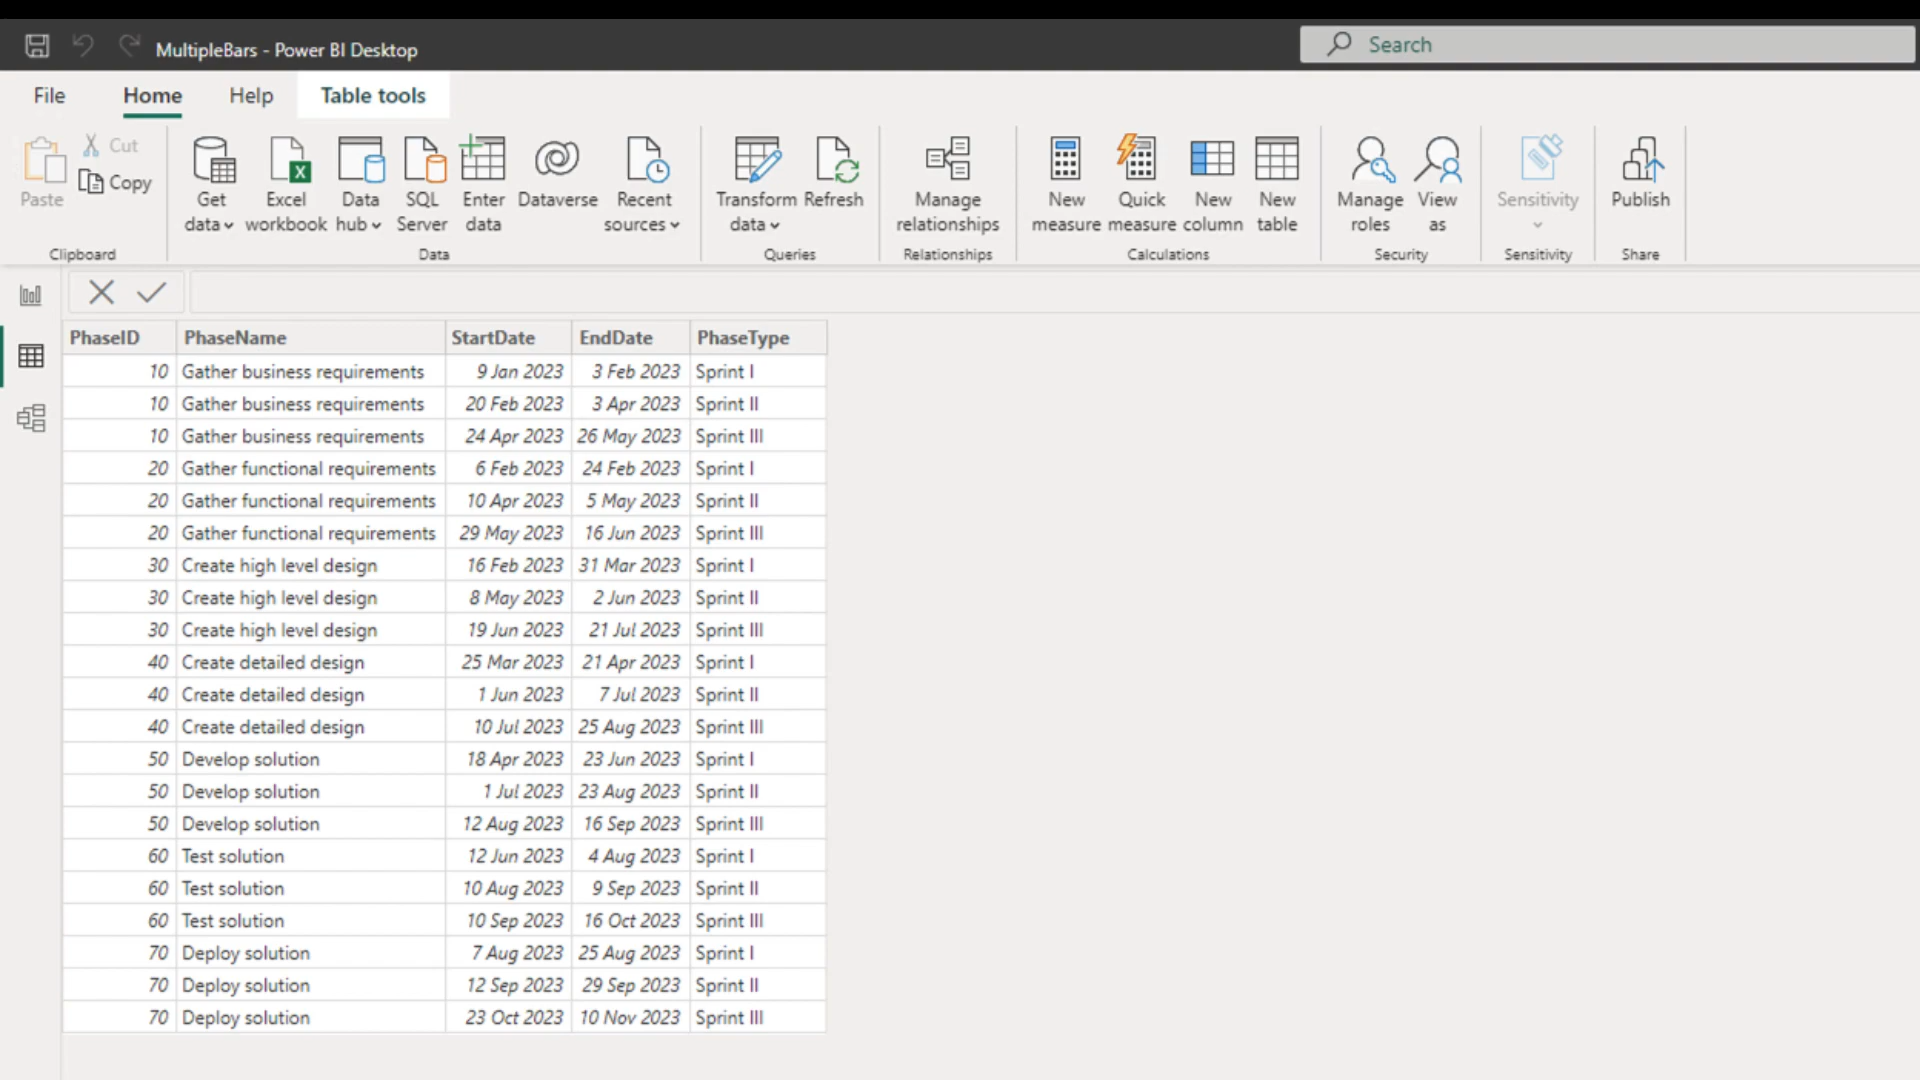 MultipleBars - Power BI Desktop
Search
File Home Help Table tools
Paste
Cut
Copy
Clipboard
Get data
Excel workbook
Data hub
SQL Server
Enter data
Dataverse
Recent sources
Data
Transform data
Refresh
Queries
Manage relationships
Relationships
New measure
Quick measure
New column
New table
Calculations
Manage roles
View as
Security
Sensitivity
Sensitivity
Publish
Share
PhaseID PhaseName StartDate EndDate PhaseType
10 Gather business requirements 9 Jan 2023 3 Feb 2023 Sprint I
10 Gather business requirements 20 Feb 2023 3 Apr 2023 Sprint II
10 Gather business requirements 24 Apr 2023 26 May 2023 Sprint III
20 Gather functional requirements 6 Feb 2023 24 Feb 2023 Sprint I
20 Gather functional requirements 10 Apr 2023 5 May 2023 Sprint II
20 Gather functional requirements 29 May 2023 16 Jun 2023 Sprint III
30 Create high level design 16 Feb 2023 31 Mar 2023 Sprint I
30 Create high level design 8 May 2023 2 Jun 2023 Sprint II
30 Create high level design 19 Jun 2023 21 Jul 2023 Sprint III
40 Create detailed design 25 Mar 2023 21 Apr 2023 Sprint I
40 Create detailed design 1 Jun 2023 7 Jul 2023 Sprint II
40 Create detailed design 10 Jul 2023 25 Aug 2023 Sprint III
50 Develop solution 18 Apr 2023 23 Jun 2023 Sprint I
50 Develop solution 1 Jul 2023 23 Aug 2023 Sprint II
50 Develop solution 12 Aug 2023 16 Sep 2023 Sprint III
60 Test solution 12 Jun 2023 4 Aug 2023 Sprint I
60 Test solution 10 Aug 2023 9 Sep 2023 Sprint II
60 Test solution 10 Sep 2023 16 Oct 2023 Sprint III
70 Deploy solution 7 Aug 2023 25 Aug 2023 Sprint I
70 Deploy solution 12 Sep 2023 29 Sep 2023 Sprint II
70 Deploy solution 23 Oct 2023 10 Nov 2023 Sprint III